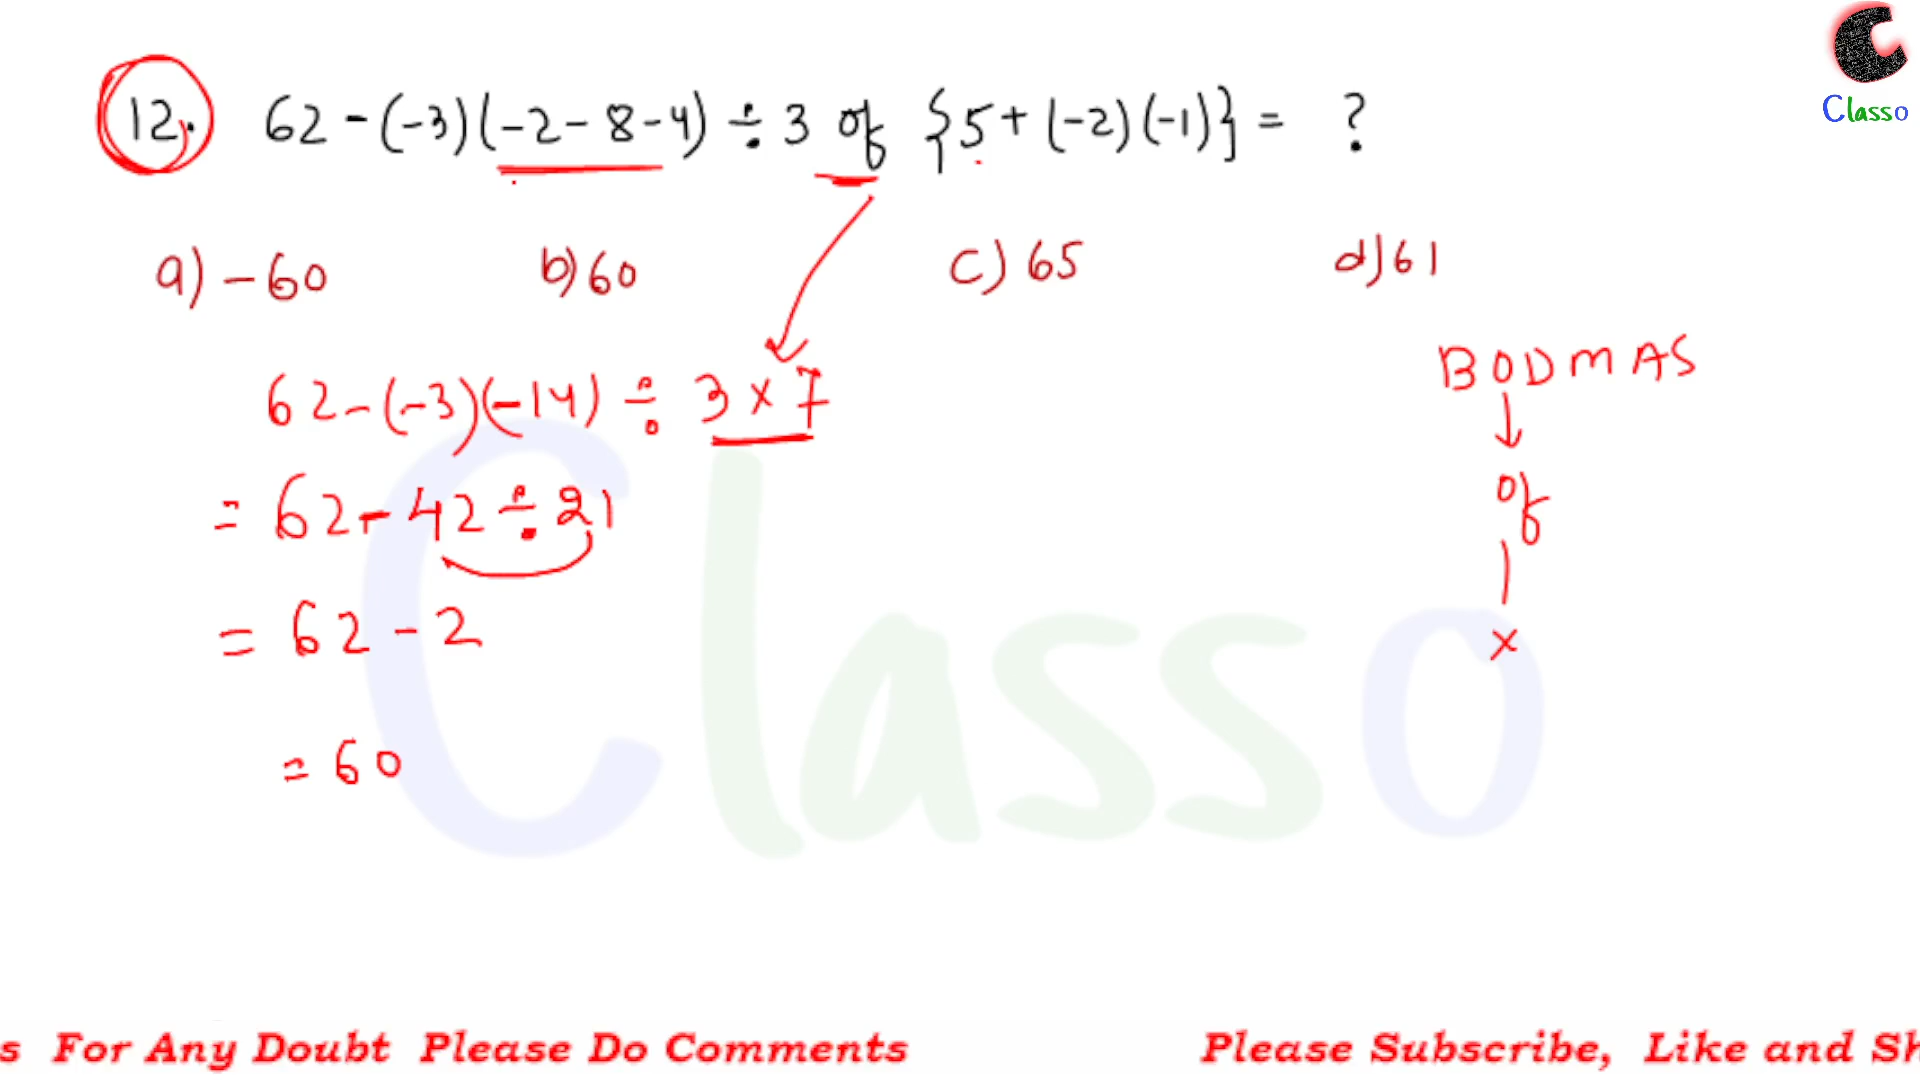 C
Classo
12. 62 - (-3)(-2-8-4) ÷ 3 of {5+(-2)(-1)} = ?
a) -60 b) 60 c) 65 d) 61
BODMAS
62-(-3)(-14) ÷ 3 x 7
= 62 - 42 ÷ 21
of
= 62 - 2
x
= 60
Classo
s For Any Doubt Please Do Comments Please Subscribe, Like and Sh